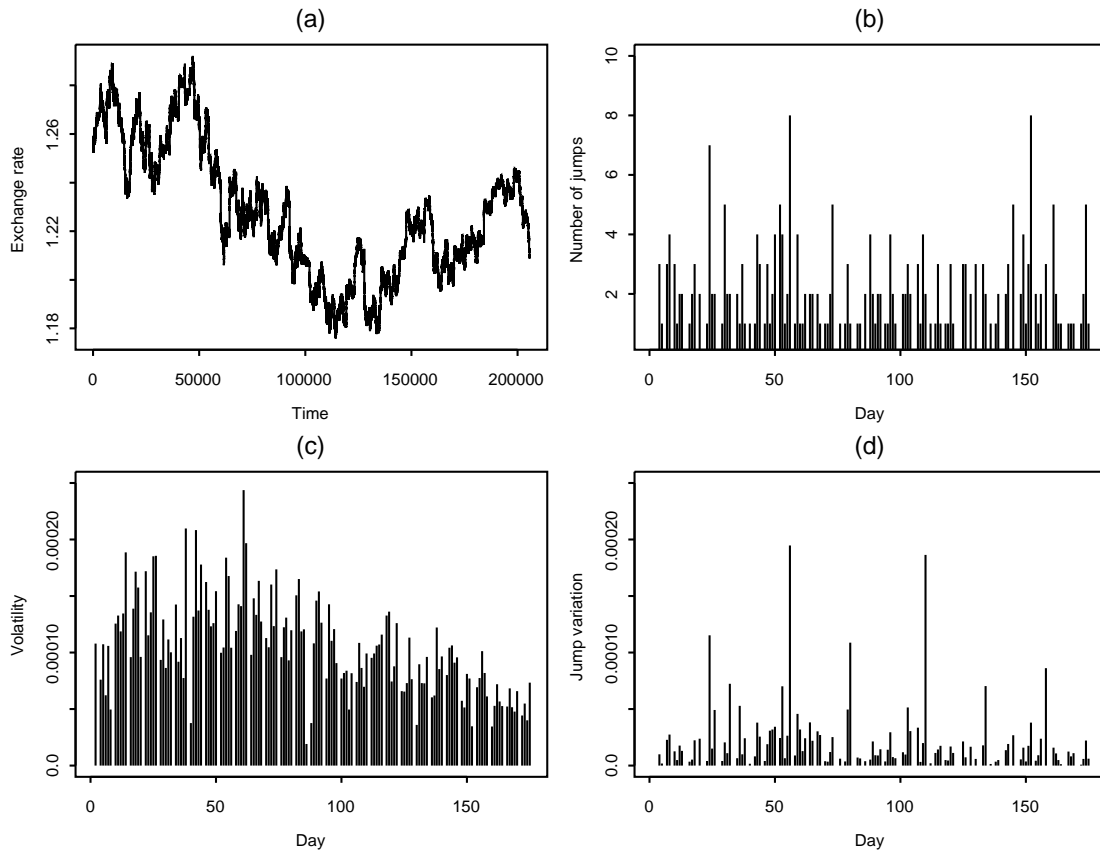 (a)
Exchange rate
1.18 1.22 1.26
0 50000 100000 150000 200000
Time
(b)
Number of jumps
2 4 6 8 10
0 50 100 150
Day
(c)
Volatility
0.0 0.00010 0.00020
0 50 100 150
Day
(d)
Jump variation
0.0 0.00010 0.00020
0 50 100 150
Day